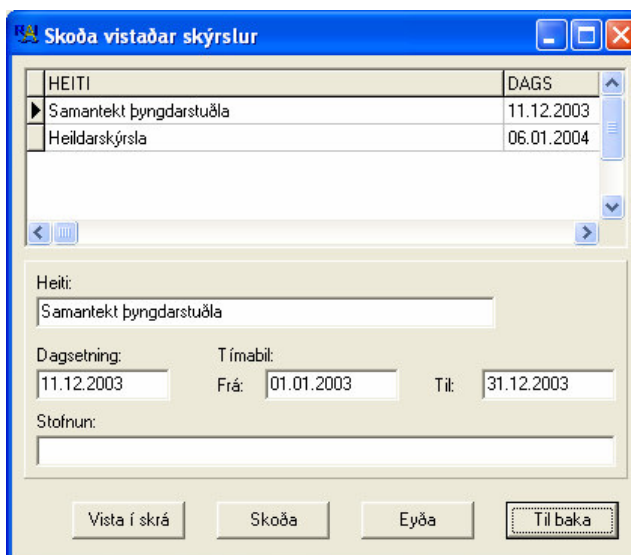 Skoða vistaðar skýrslur
HEITI DAGS
Samantekt þyngdarstuðla 11.12.2003
Heildarskýrsla 06.01.2004
Heiti:
Samantekt þyngdarstuðla
Dagsetning: Tímabil:
11.12.2003 Frá: 01.01.2003 Til: 31.12.2003
Stofnun:
Vista í skrá Skoða Eyða Til baka